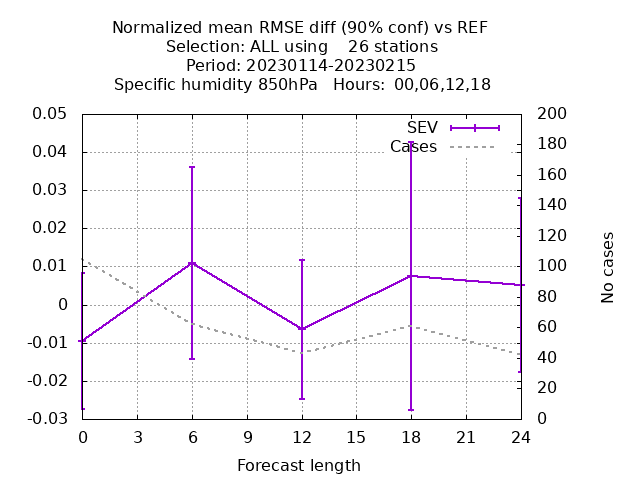 Normalized mean RMSE diff (90% conf) vs REF
Selection: ALL using    26 stations
Period: 20230114-20230215
Specific humidity 850hPa   Hours:  00,06,12,18
SEV
Cases
0.05
0.04
0.03
0.02
0.01
0
-0.01
-0.02
-0.03
200
180
160
140
120
100
80
60
40
20
0
No cases
0 3 6 9 12 15 18 21 24
Forecast length